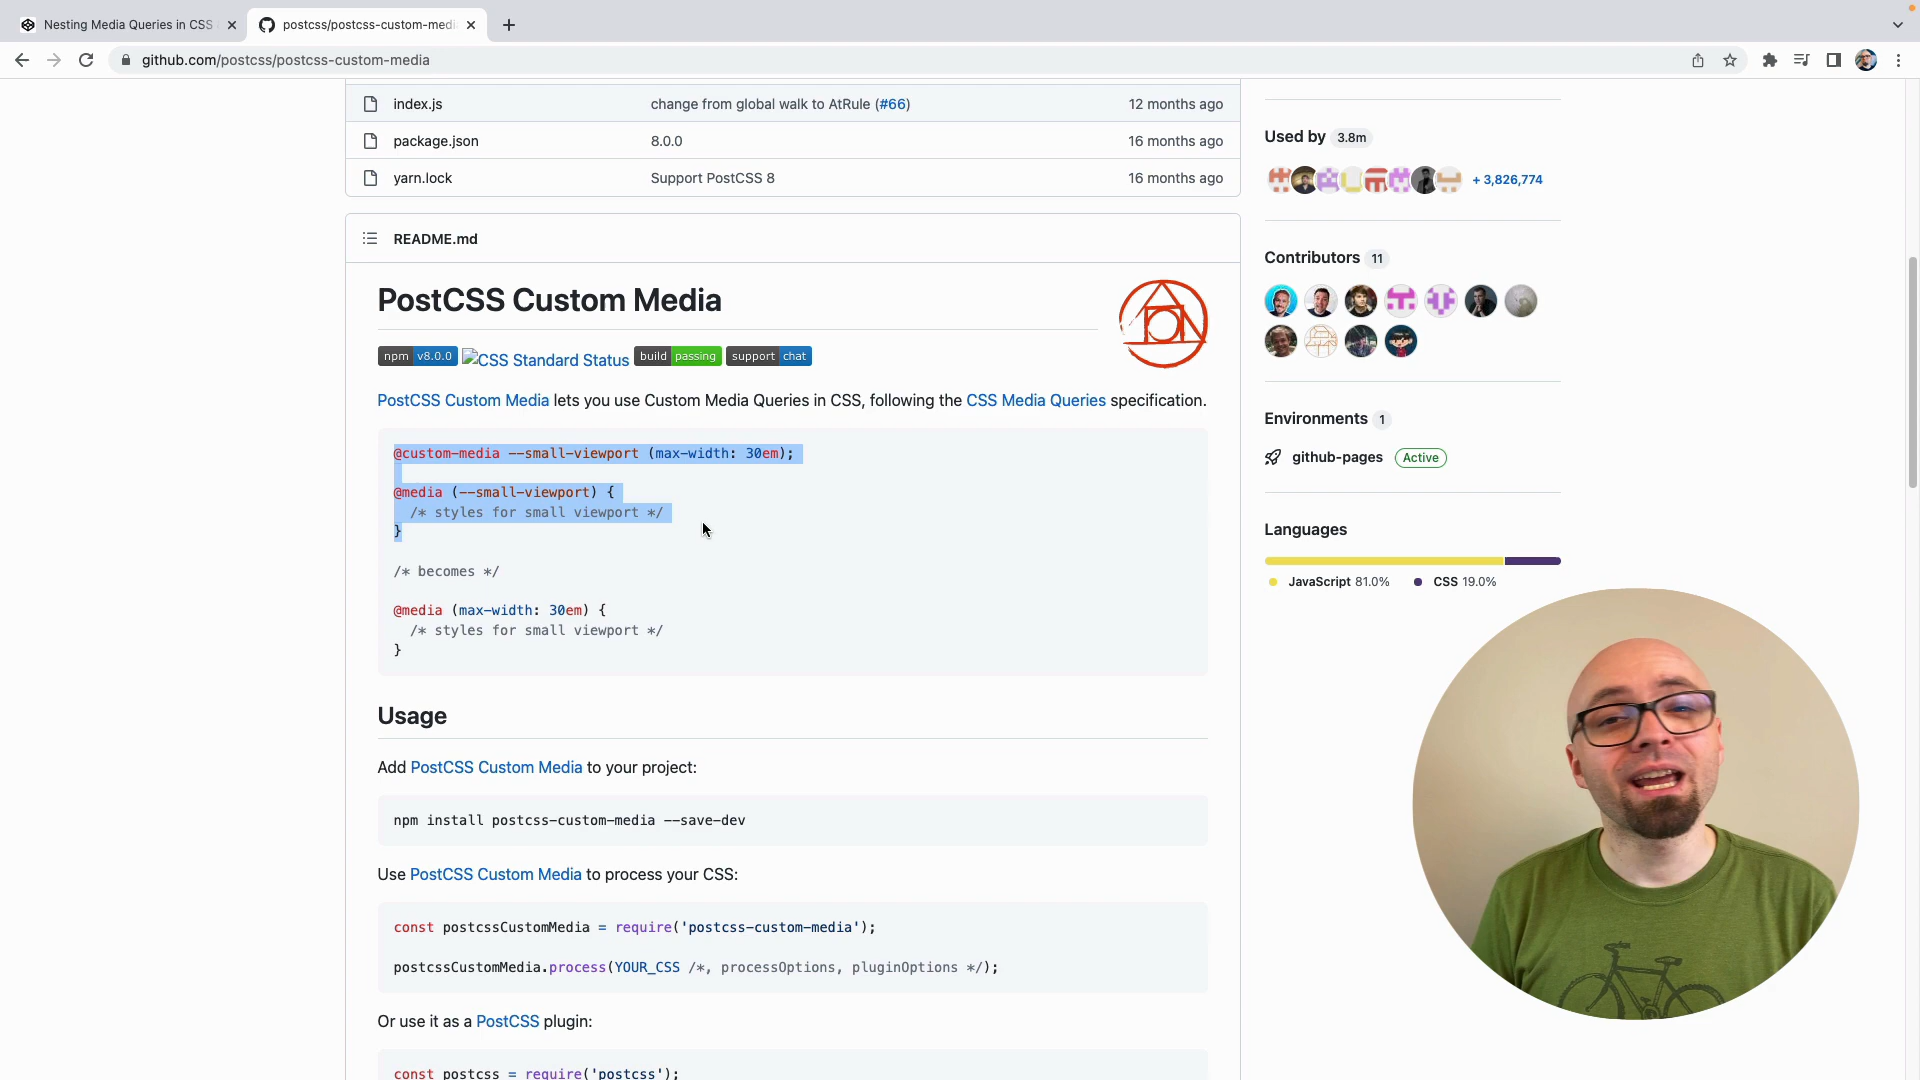 Nesting Media Queries in CSS
postcss/postcss-custom-medi
github.com/postcss/postcss-custom-media
index.js change from global walk to AtRule (#66) 12 months ago
package.json 8.0.0 16 months ago
yarn.lock Support PostCSS 8 16 months ago
README.md
PostCSS Custom Media
npm v8.0.0 CSS Standard Status build passing support chat
PostCSS Custom Media lets you use Custom Media Queries in CSS, following the CSS Media Queries specification.
@custom-media --small-viewport (max-width: 30em);
@media (--small-viewport) {
/* styles for small viewport */
}
/* becomes */
@media (max-width: 30em) {
/* styles for small viewport */
}
Usage
Add PostCSS Custom Media to your project:
npm install postcss-custom-media --save-dev
Use PostCSS Custom Media to process your CSS:
const postcssCustomMedia = require('postcss-custom-media');
postcssCustomMedia.process(YOUR_CSS /*, processOptions, pluginOptions */);
Or use it as a PostCSS plugin:
const postcss = require('postcss');
Used by 3.8m
+ 3,826,774
Contributors 11
Environments 1
github-pages Active
Languages
JavaScript 81.0% CSS 19.0%